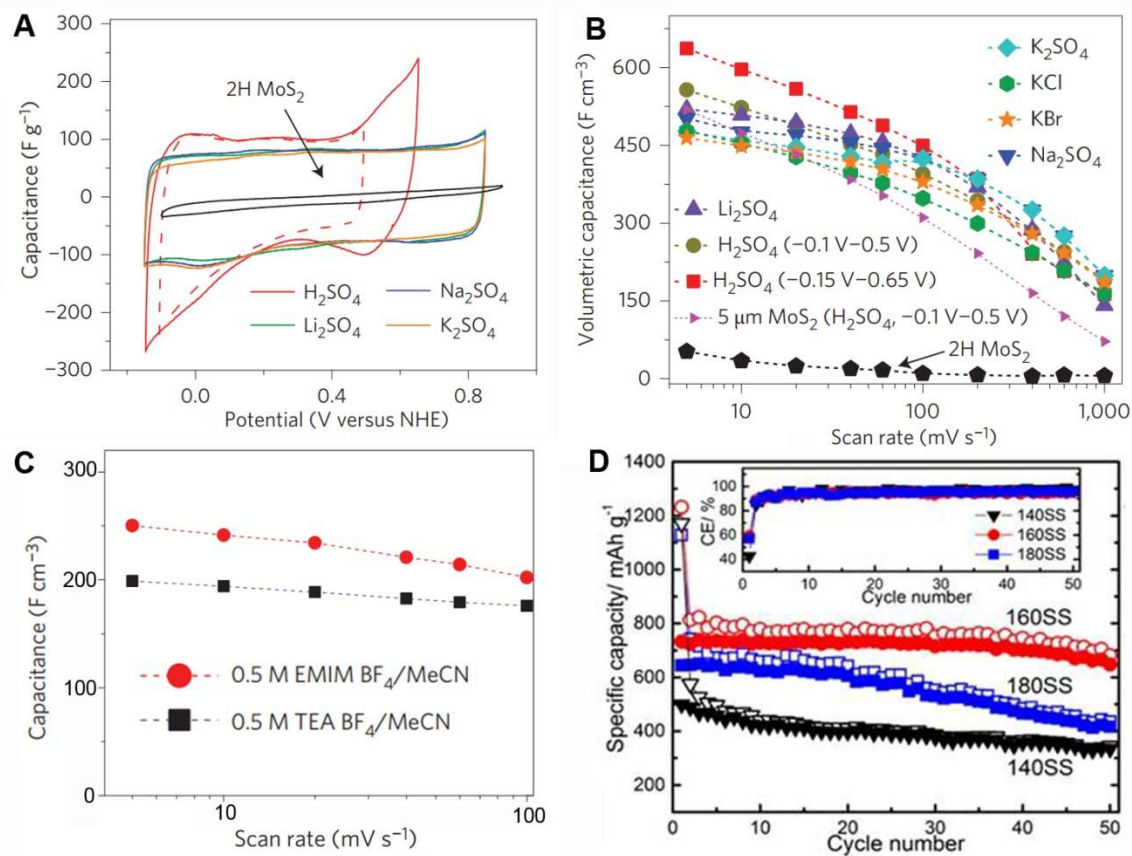 A
300
200
100
0
−100
−200
−300
Capacitance (F g⁻¹)
2H MoS₂
H₂SO₄
Na₂SO₄
Li₂SO₄
K₂SO₄
0.0
0.4
0.8
Potential (V versus NHE)
B
600
450
300
150
0
Volumetric capacitance (F cm⁻³)
K₂SO₄
KCl
KBr
Na₂SO₄
Li₂SO₄
H₂SO₄ (−0.1 V–0.5 V)
H₂SO₄ (−0.15 V–0.65 V)
5 μm MoS₂ (H₂SO₄, −0.1 V–0.5 V)
2H MoS₂
10
100
1,000
Scan rate (mV s⁻¹)
C
300
200
100
0
Capacitance (F cm⁻³)
0.5 M EMIM BF₄/MeCN
0.5 M TEA BF₄/MeCN
10
100
Scan rate (mV s⁻¹)
D
1400
1200
1000
800
600
400
200
Specific capacity/ mAh g⁻¹
100
80
60
40
CE/ %
140SS
160SS
180SS
0
10
20
30
40
50
Cycle number
160SS
180SS
140SS
0
10
20
30
40
50
Cycle number